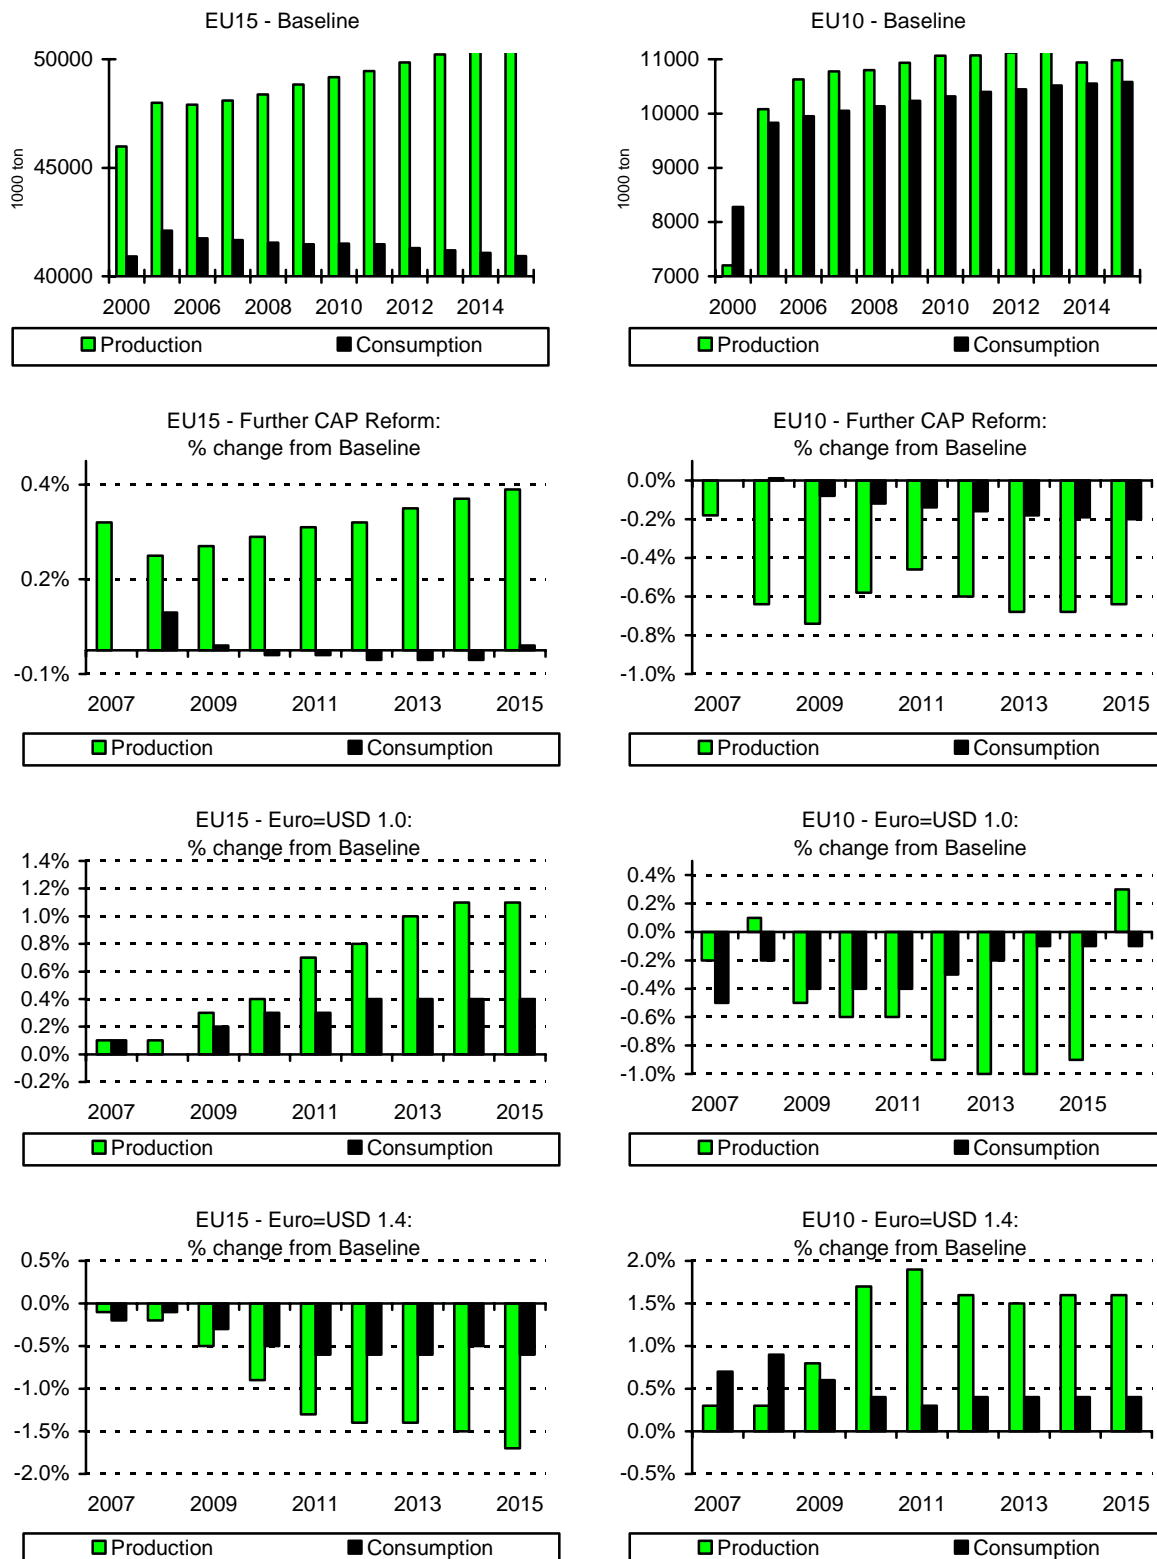 EU15 - Baseline
50000
45000
40000
1000 ton
2000 2006 2008 2010 2012 2014
Production Consumption
EU10 - Baseline
11000
10000
9000
8000
7000
1000 ton
2000 2006 2008 2010 2012 2014
Production Consumption
EU15 - Further CAP Reform:
% change from Baseline
0.4%
0.2%
-0.1%
2007 2009 2011 2013 2015
Production Consumption
EU10 - Further CAP Reform:
% change from Baseline
0.0%
-0.2%
-0.4%
-0.6%
-0.8%
-1.0%
2007 2009 2011 2013 2015
Production Consumption
EU15 - Euro=USD 1.0:
% change from Baseline
1.4%
1.2%
1.0%
0.8%
0.6%
0.4%
0.2%
0.0%
-0.2%
2007 2009 2011 2013 2015
Production Consumption
EU10 - Euro=USD 1.0:
% change from Baseline
0.4%
0.2%
0.0%
-0.2%
-0.4%
-0.6%
-0.8%
-1.0%
2007 2009 2011 2013 2015
Production Consumption
EU15 - Euro=USD 1.4:
% change from Baseline
0.5%
0.0%
-0.5%
-1.0%
-1.5%
-2.0%
2007 2009 2011 2013 2015
Production Consumption
EU10 - Euro=USD 1.4:
% change from Baseline
2.0%
1.5%
1.0%
0.5%
0.0%
-0.5%
2007 2009 2011 2013 2015
Production Consumption